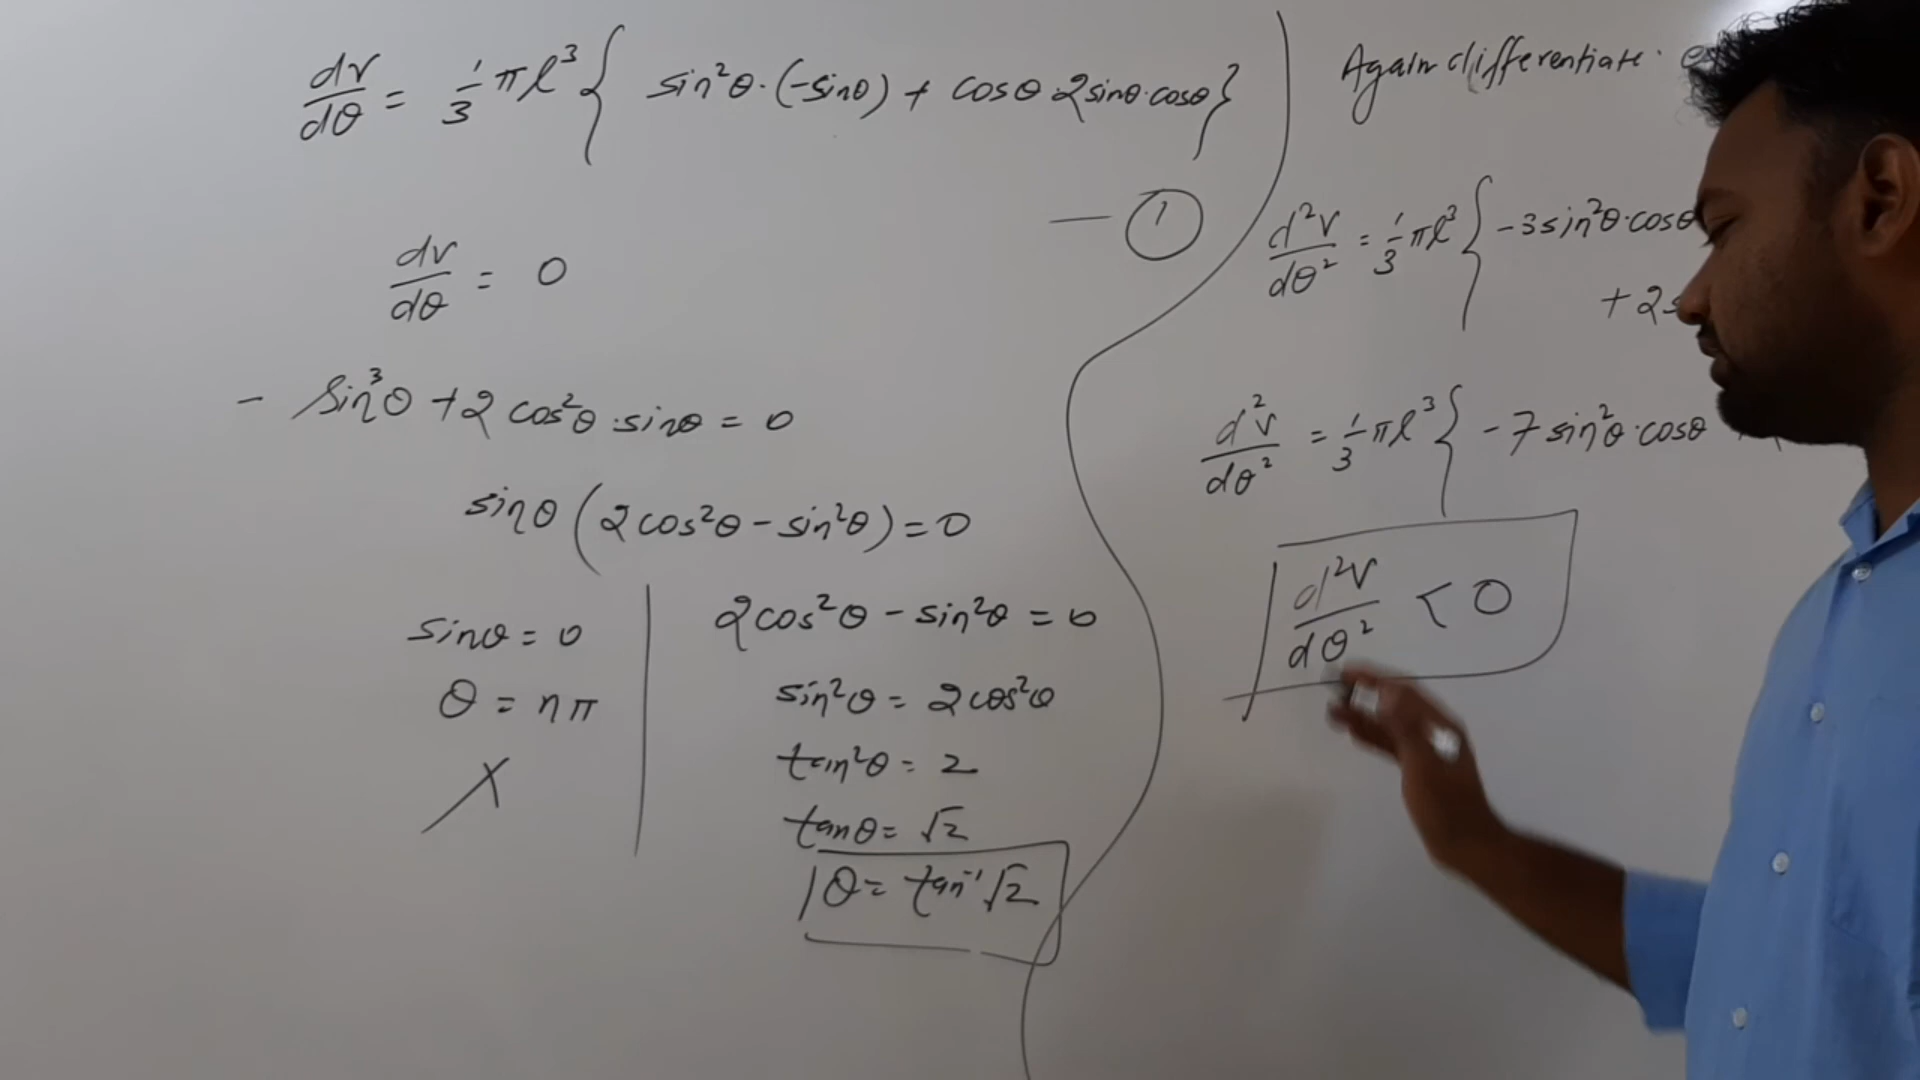 dv/dθ = 1/3 πl³ { sin²θ·(-sinθ) + cosθ·2sinθ·cosθ}
— ①
dv/dθ = 0
- sin³θ + 2 cos²θ·sinθ = 0
sinθ (2cos²θ - sin²θ) = 0
sinθ = 0
θ = nπ
X
2cos²θ - sin²θ = 0
sin²θ = 2cos²θ
tan²θ = 2
tanθ = √2
θ = tan⁻¹√2
Again differentiate
d²v/dθ² = 1/3 πl³ { -3sin²θ·cosθ
+ 2
d²v/dθ² = 1/3 πl³ { -7sin²θ·cosθ
d²v/dθ² < 0